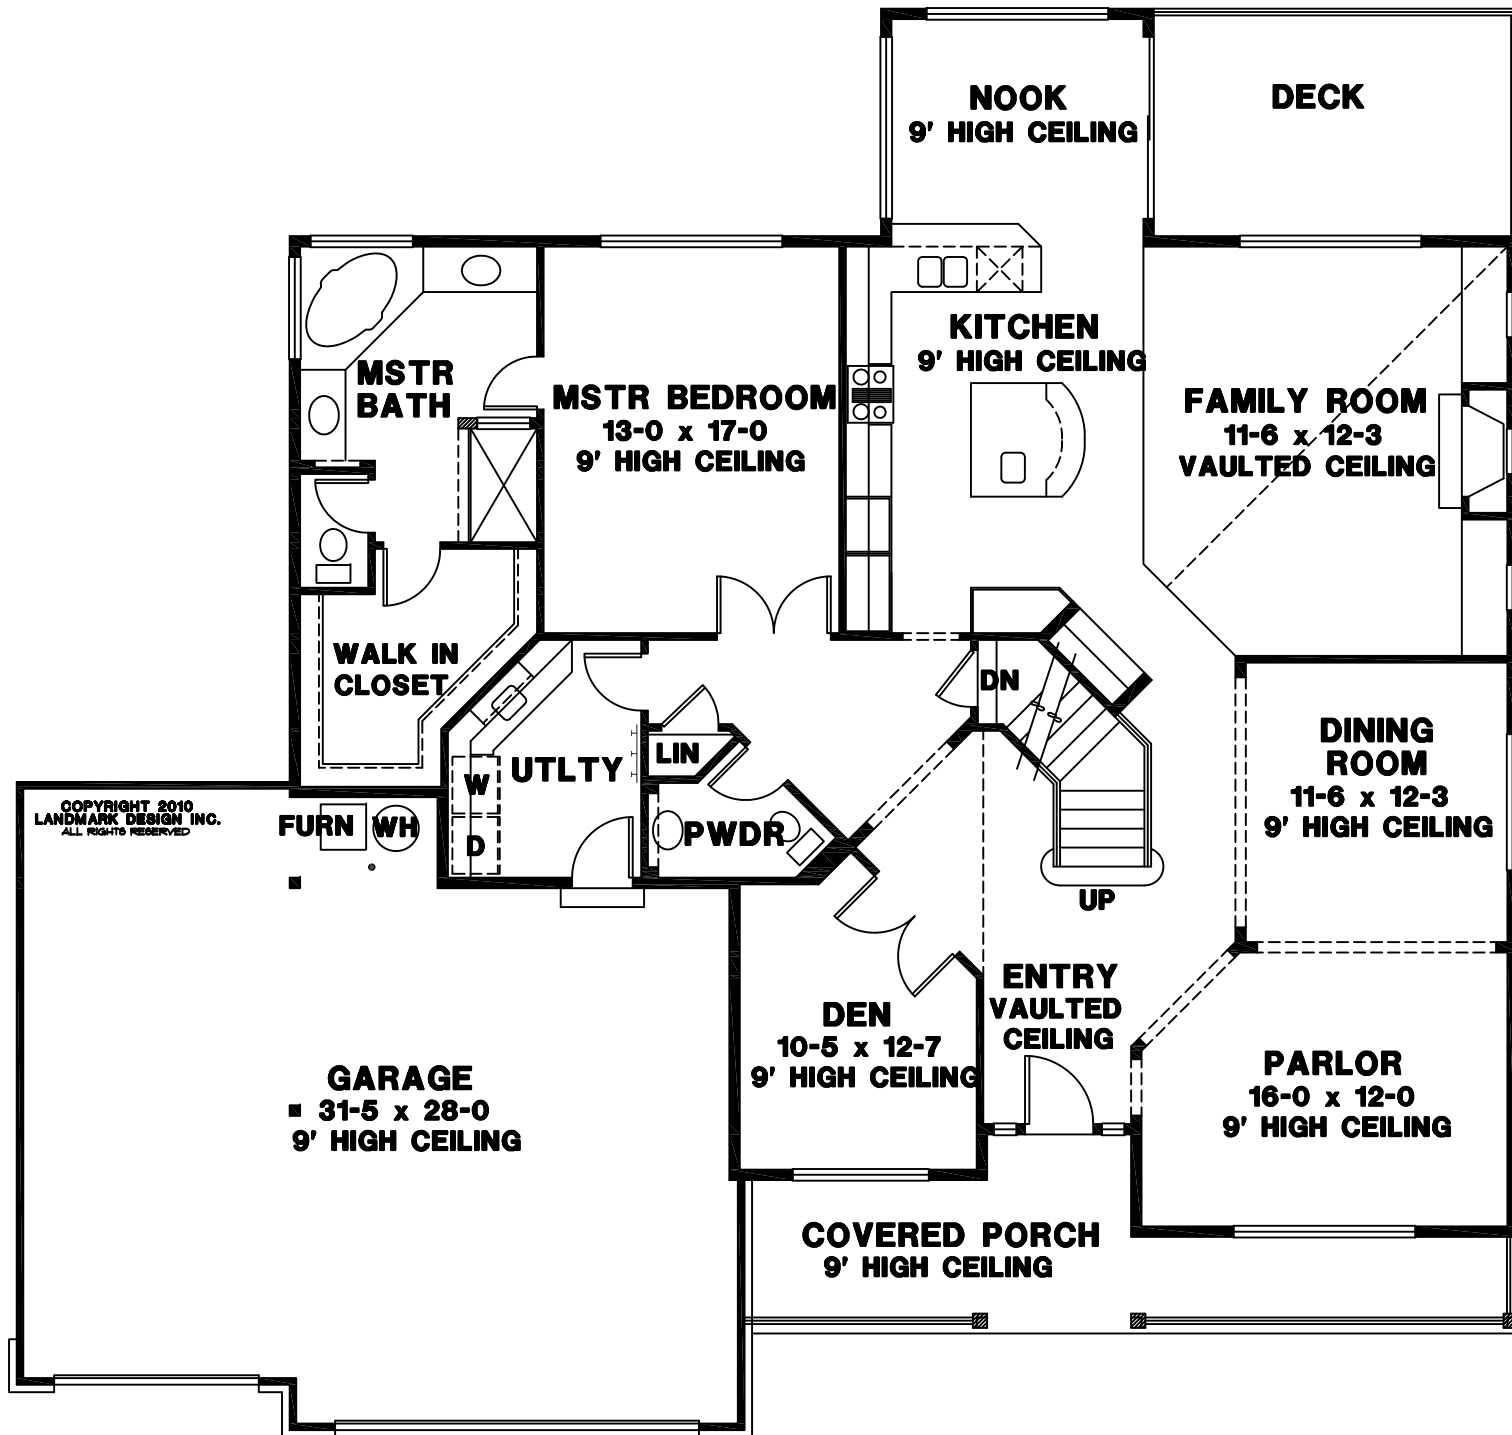 NOOK
9' HIGH CEILING
DECK
KITCHEN
9' HIGH CEILING
MSTR
BATH
MSTR BEDROOM
13-0 x 17-0
9' HIGH CEILING
FAMILY ROOM
11-6 x 12-3
VAULTED CEILING
WALK IN
CLOSET
DN
LIN
UTLTY
W
D
DINING
ROOM
11-6 x 12-3
9' HIGH CEILING
COPYRIGHT 2010
LANDMARK DESIGN INC.
ALL RIGHTS RESERVED
FURN
WH
PWDR
UP
ENTRY
VAULTED
CEILING
DEN
10-5 x 12-7
9' HIGH CEILING
GARAGE
31-5 x 28-0
9' HIGH CEILING
PARLOR
16-0 x 12-0
9' HIGH CEILING
COVERED PORCH
9' HIGH CEILING